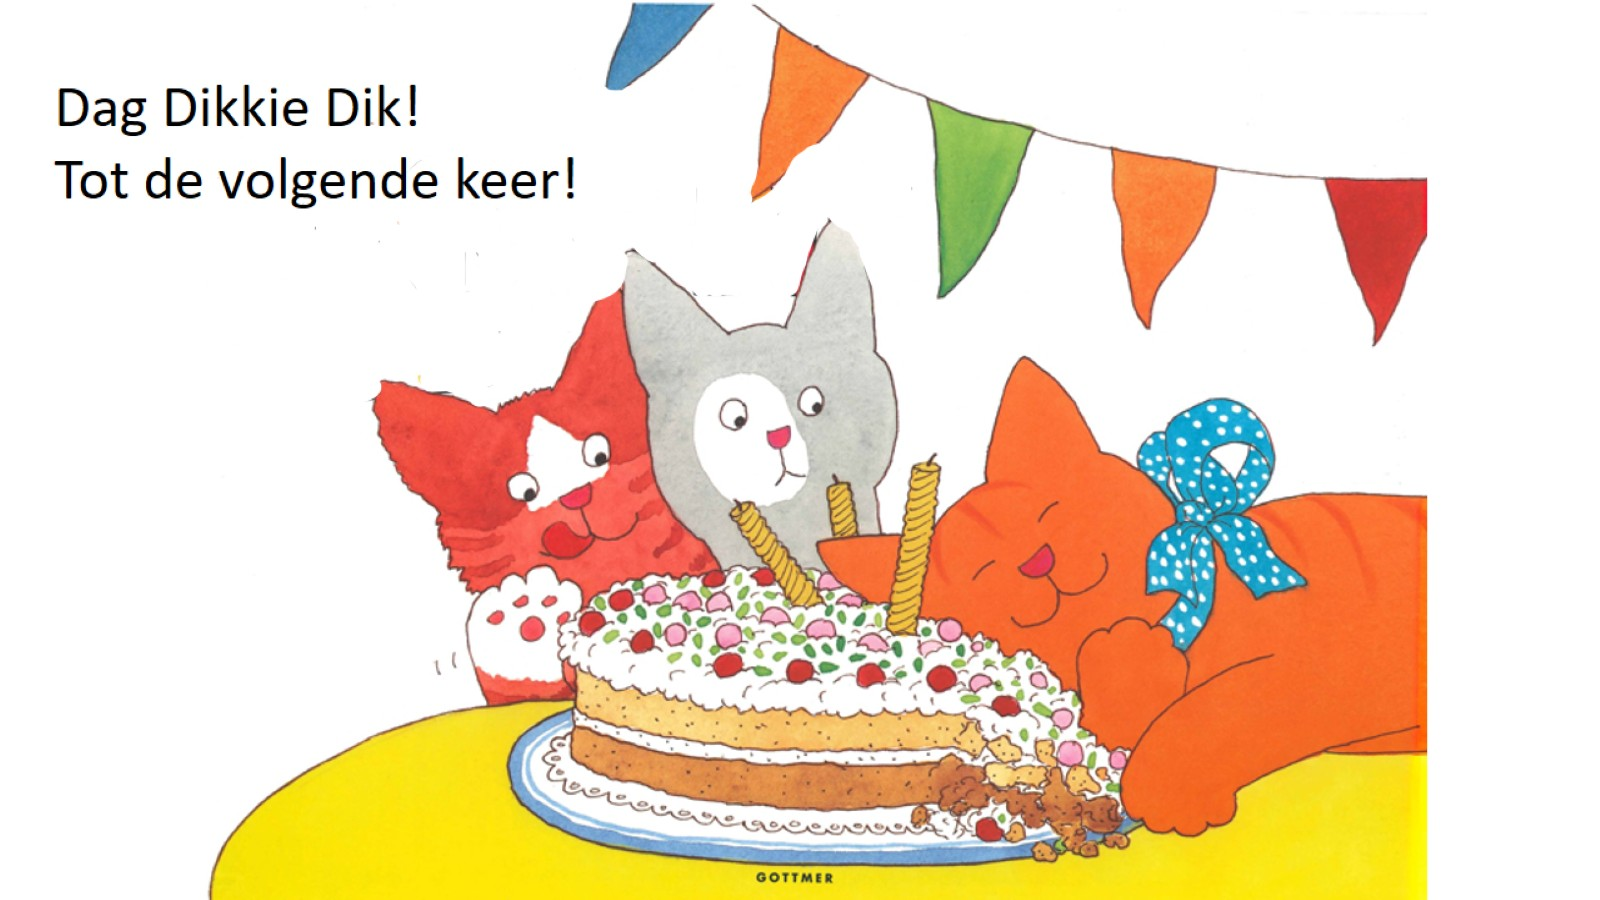 Dag Dikkie Dik!
Tot de volgende keer!
GOTTMER